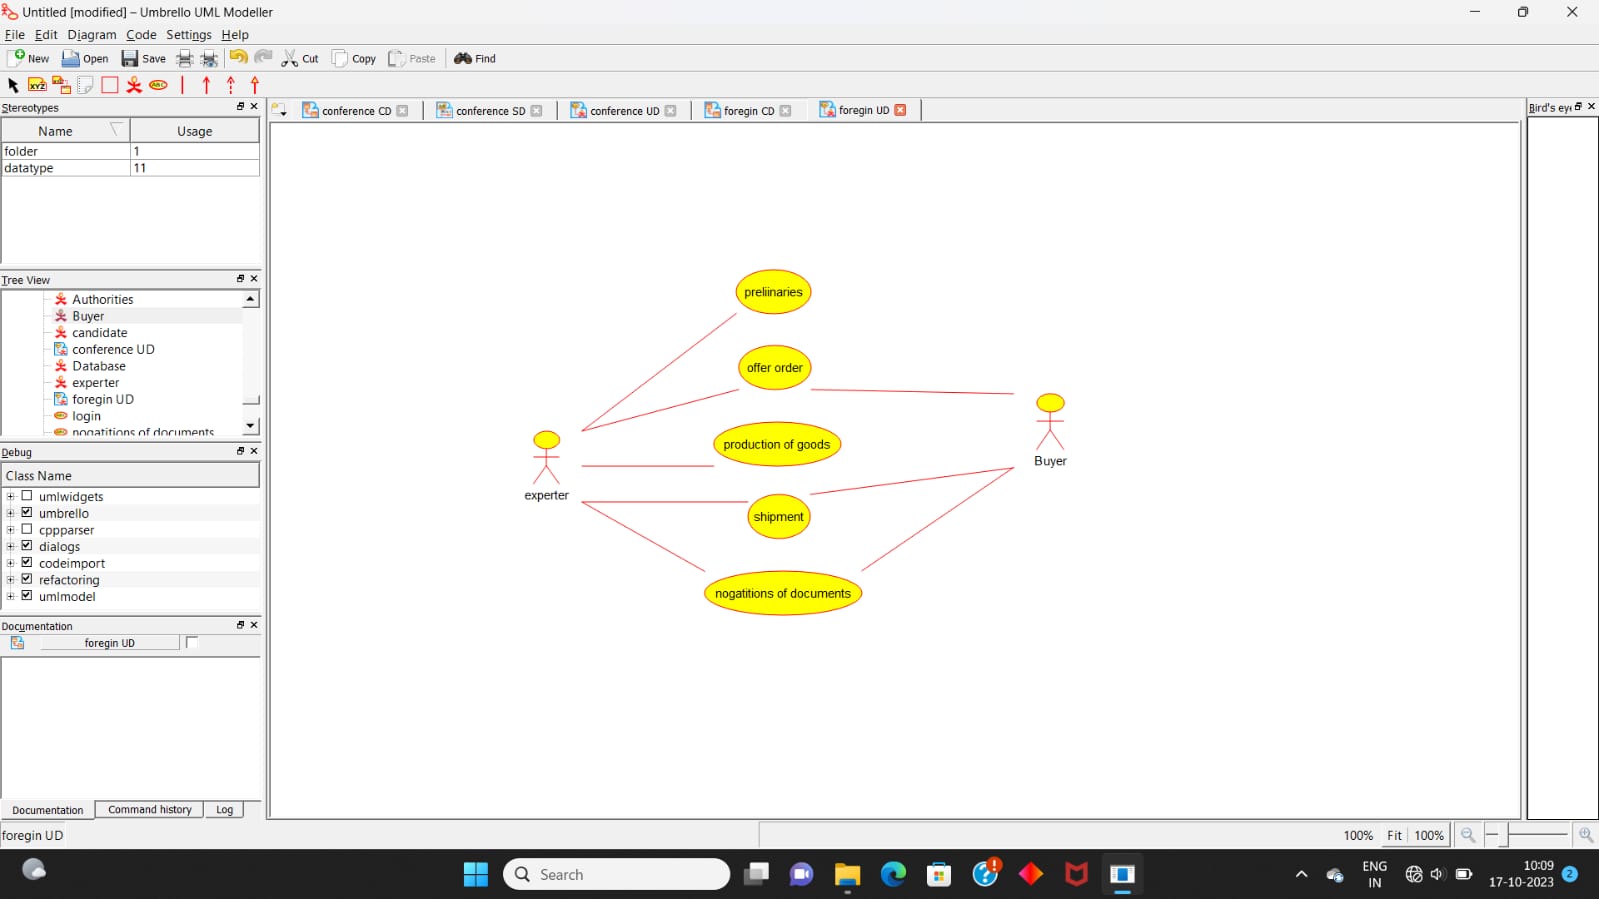 Untitled [modified] – Umbrello UML Modeller
File Edit Diagram Code Settings Help
New Open Save Cut Copy Paste Find
XYZ ABC
Stereotypes
Name Usage
folder 1
datatype 11
Tree View
Authorities
Buyer
candidate
conference UD
Database
experter
foregin UD
login
nogatitions of documents
Debug
Class Name
umlwidgets
umbrello
cppparser
dialogs
codeimport
refactoring
umlmodel
Documentation
foregin UD
Documentation Command history Log
foregin UD
conference CD conference SD conference UD foregin CD foregin UD
preliinaries
offer order
production of goods
shipment
nogatitions of documents
experter
Buyer
Bird's eye
100% Fit 100%
Search
ENG
IN
10:09
17-10-2023
2